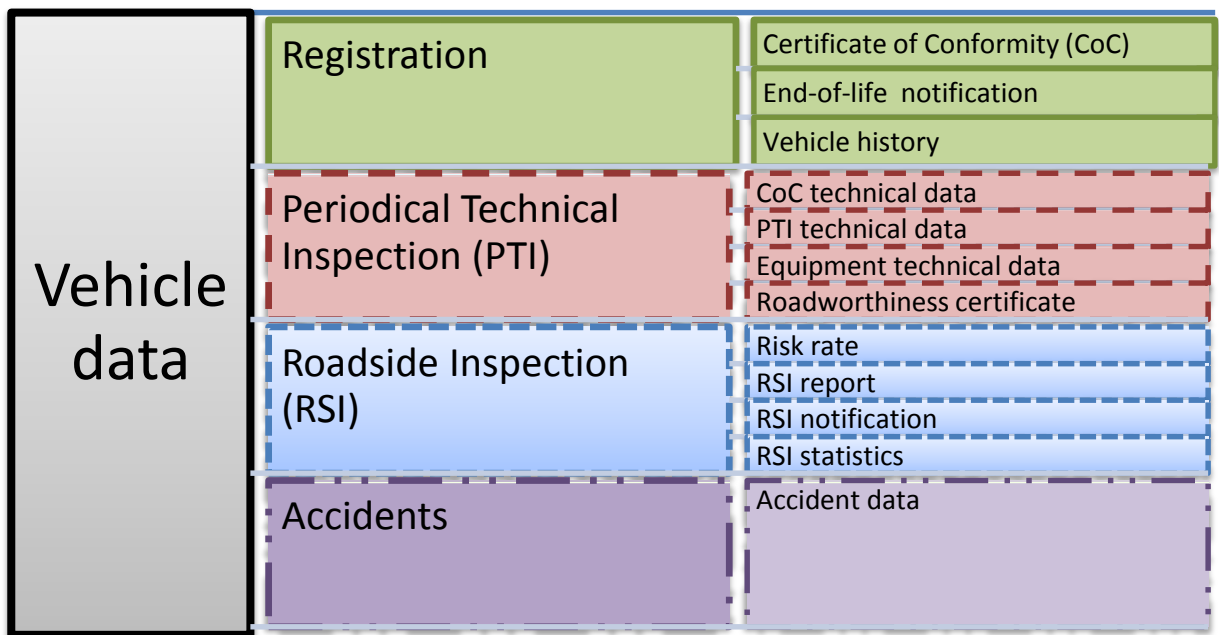 Vehicle
data
Registration
Certificate of Conformity (CoC)
End-of-life notification
Vehicle history
Periodical Technical
Inspection (PTI)
CoC technical data
PTI technical data
Equipment technical data
Roadworthiness certificate
Roadside Inspection
(RSI)
Risk rate
RSI report
RSI notification
RSI statistics
Accidents
Accident data